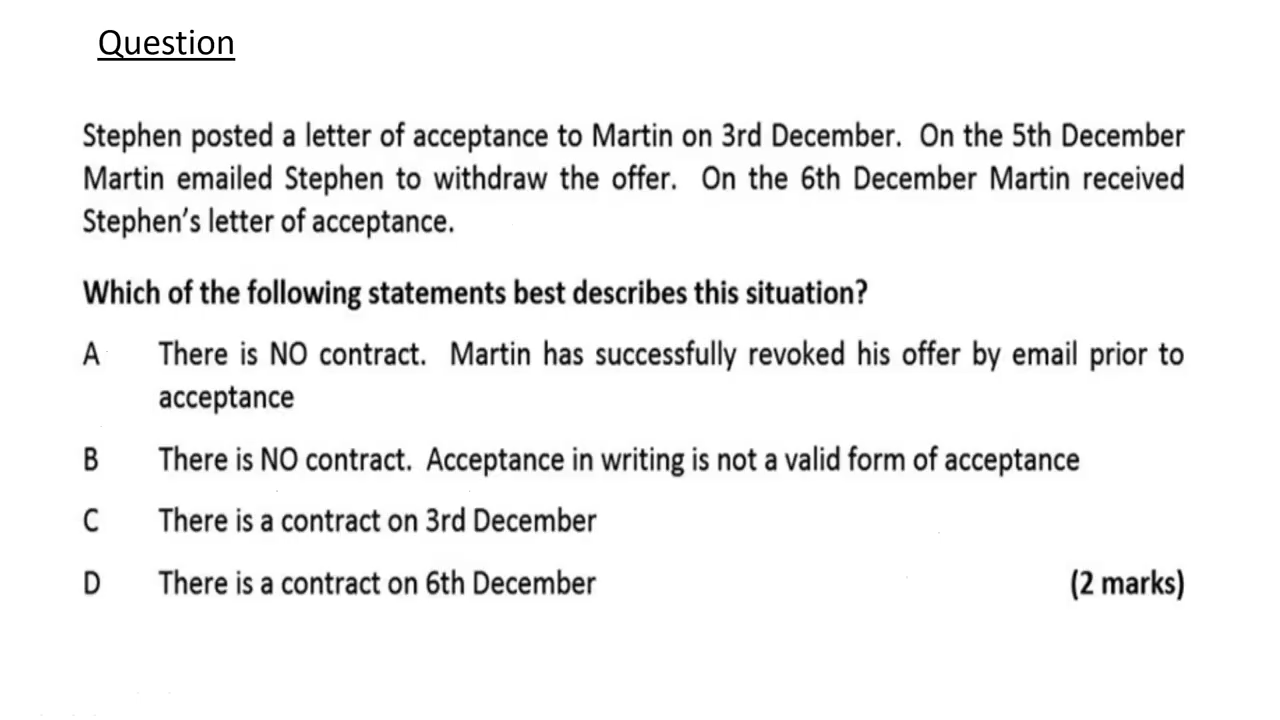 Question
Stephen posted a letter of acceptance to Martin on 3rd December. On the 5th December
Martin emailed Stephen to withdraw the offer. On the 6th December Martin received
Stephen's letter of acceptance.
Which of the following statements best describes this situation?
A There is NO contract. Martin has successfully revoked his offer by email prior to
acceptance
B There is NO contract. Acceptance in writing is not a valid form of acceptance
C There is a contract on 3rd December
D There is a contract on 6th December (2 marks)